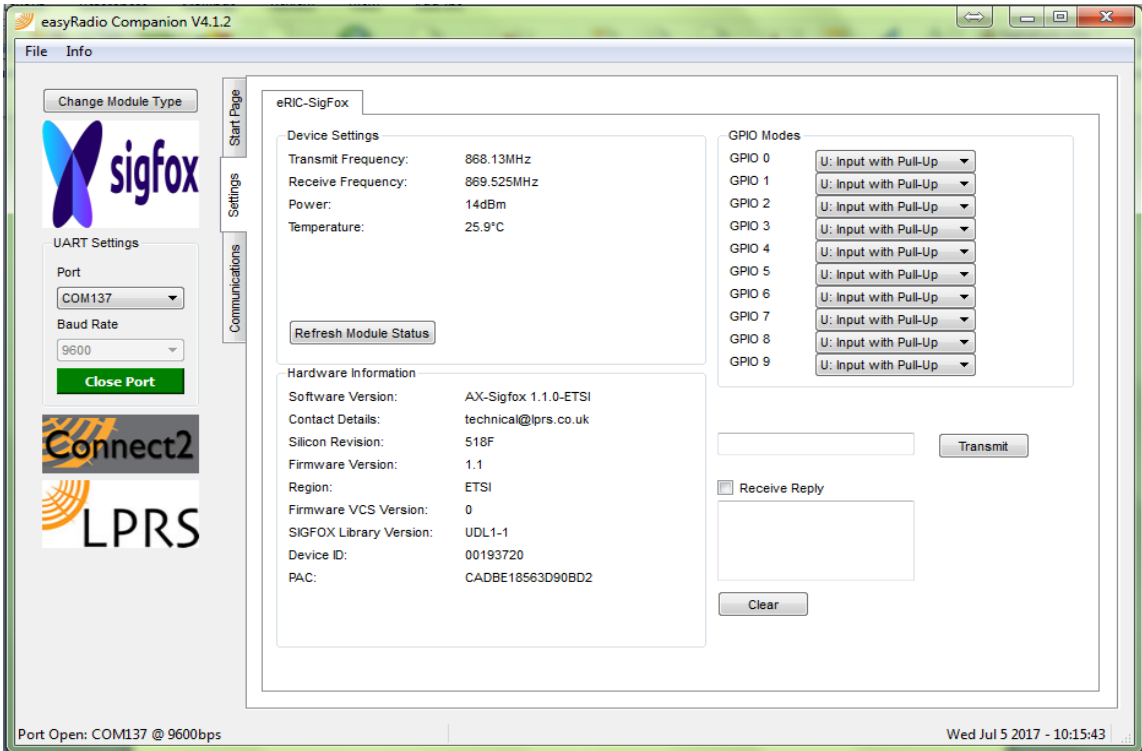 easyRadio Companion V4.1.2
File Info
Change Module Type
sigfox
UART Settings
Port
COM137
Baud Rate
9600
Close Port
Connect2
LPRS
Start Page
Settings
Communications
eRIC-SigFox
Device Settings
Transmit Frequency: 868.13MHz
Receive Frequency: 869.525MHz
Power: 14dBm
Temperature: 25.9°C
Refresh Module Status
Hardware Information
Software Version: AX-Sigfox 1.1.0-ETSI
Contact Details: technical@lprs.co.uk
Silicon Revision: 518F
Firmware Version: 1.1
Region: ETSI
Firmware VCS Version: 0
SIGFOX Library Version: UDL1-1
Device ID: 00193720
PAC: CADBE18563D90BD2
GPIO Modes
GPIO 0 U: Input with Pull-Up
GPIO 1 U: Input with Pull-Up
GPIO 2 U: Input with Pull-Up
GPIO 3 U: Input with Pull-Up
GPIO 4 U: Input with Pull-Up
GPIO 5 U: Input with Pull-Up
GPIO 6 U: Input with Pull-Up
GPIO 7 U: Input with Pull-Up
GPIO 8 U: Input with Pull-Up
GPIO 9 U: Input with Pull-Up
Transmit
Receive Reply
Clear
Port Open: COM137 @ 9600bps
Wed Jul 5 2017 - 10:15:43